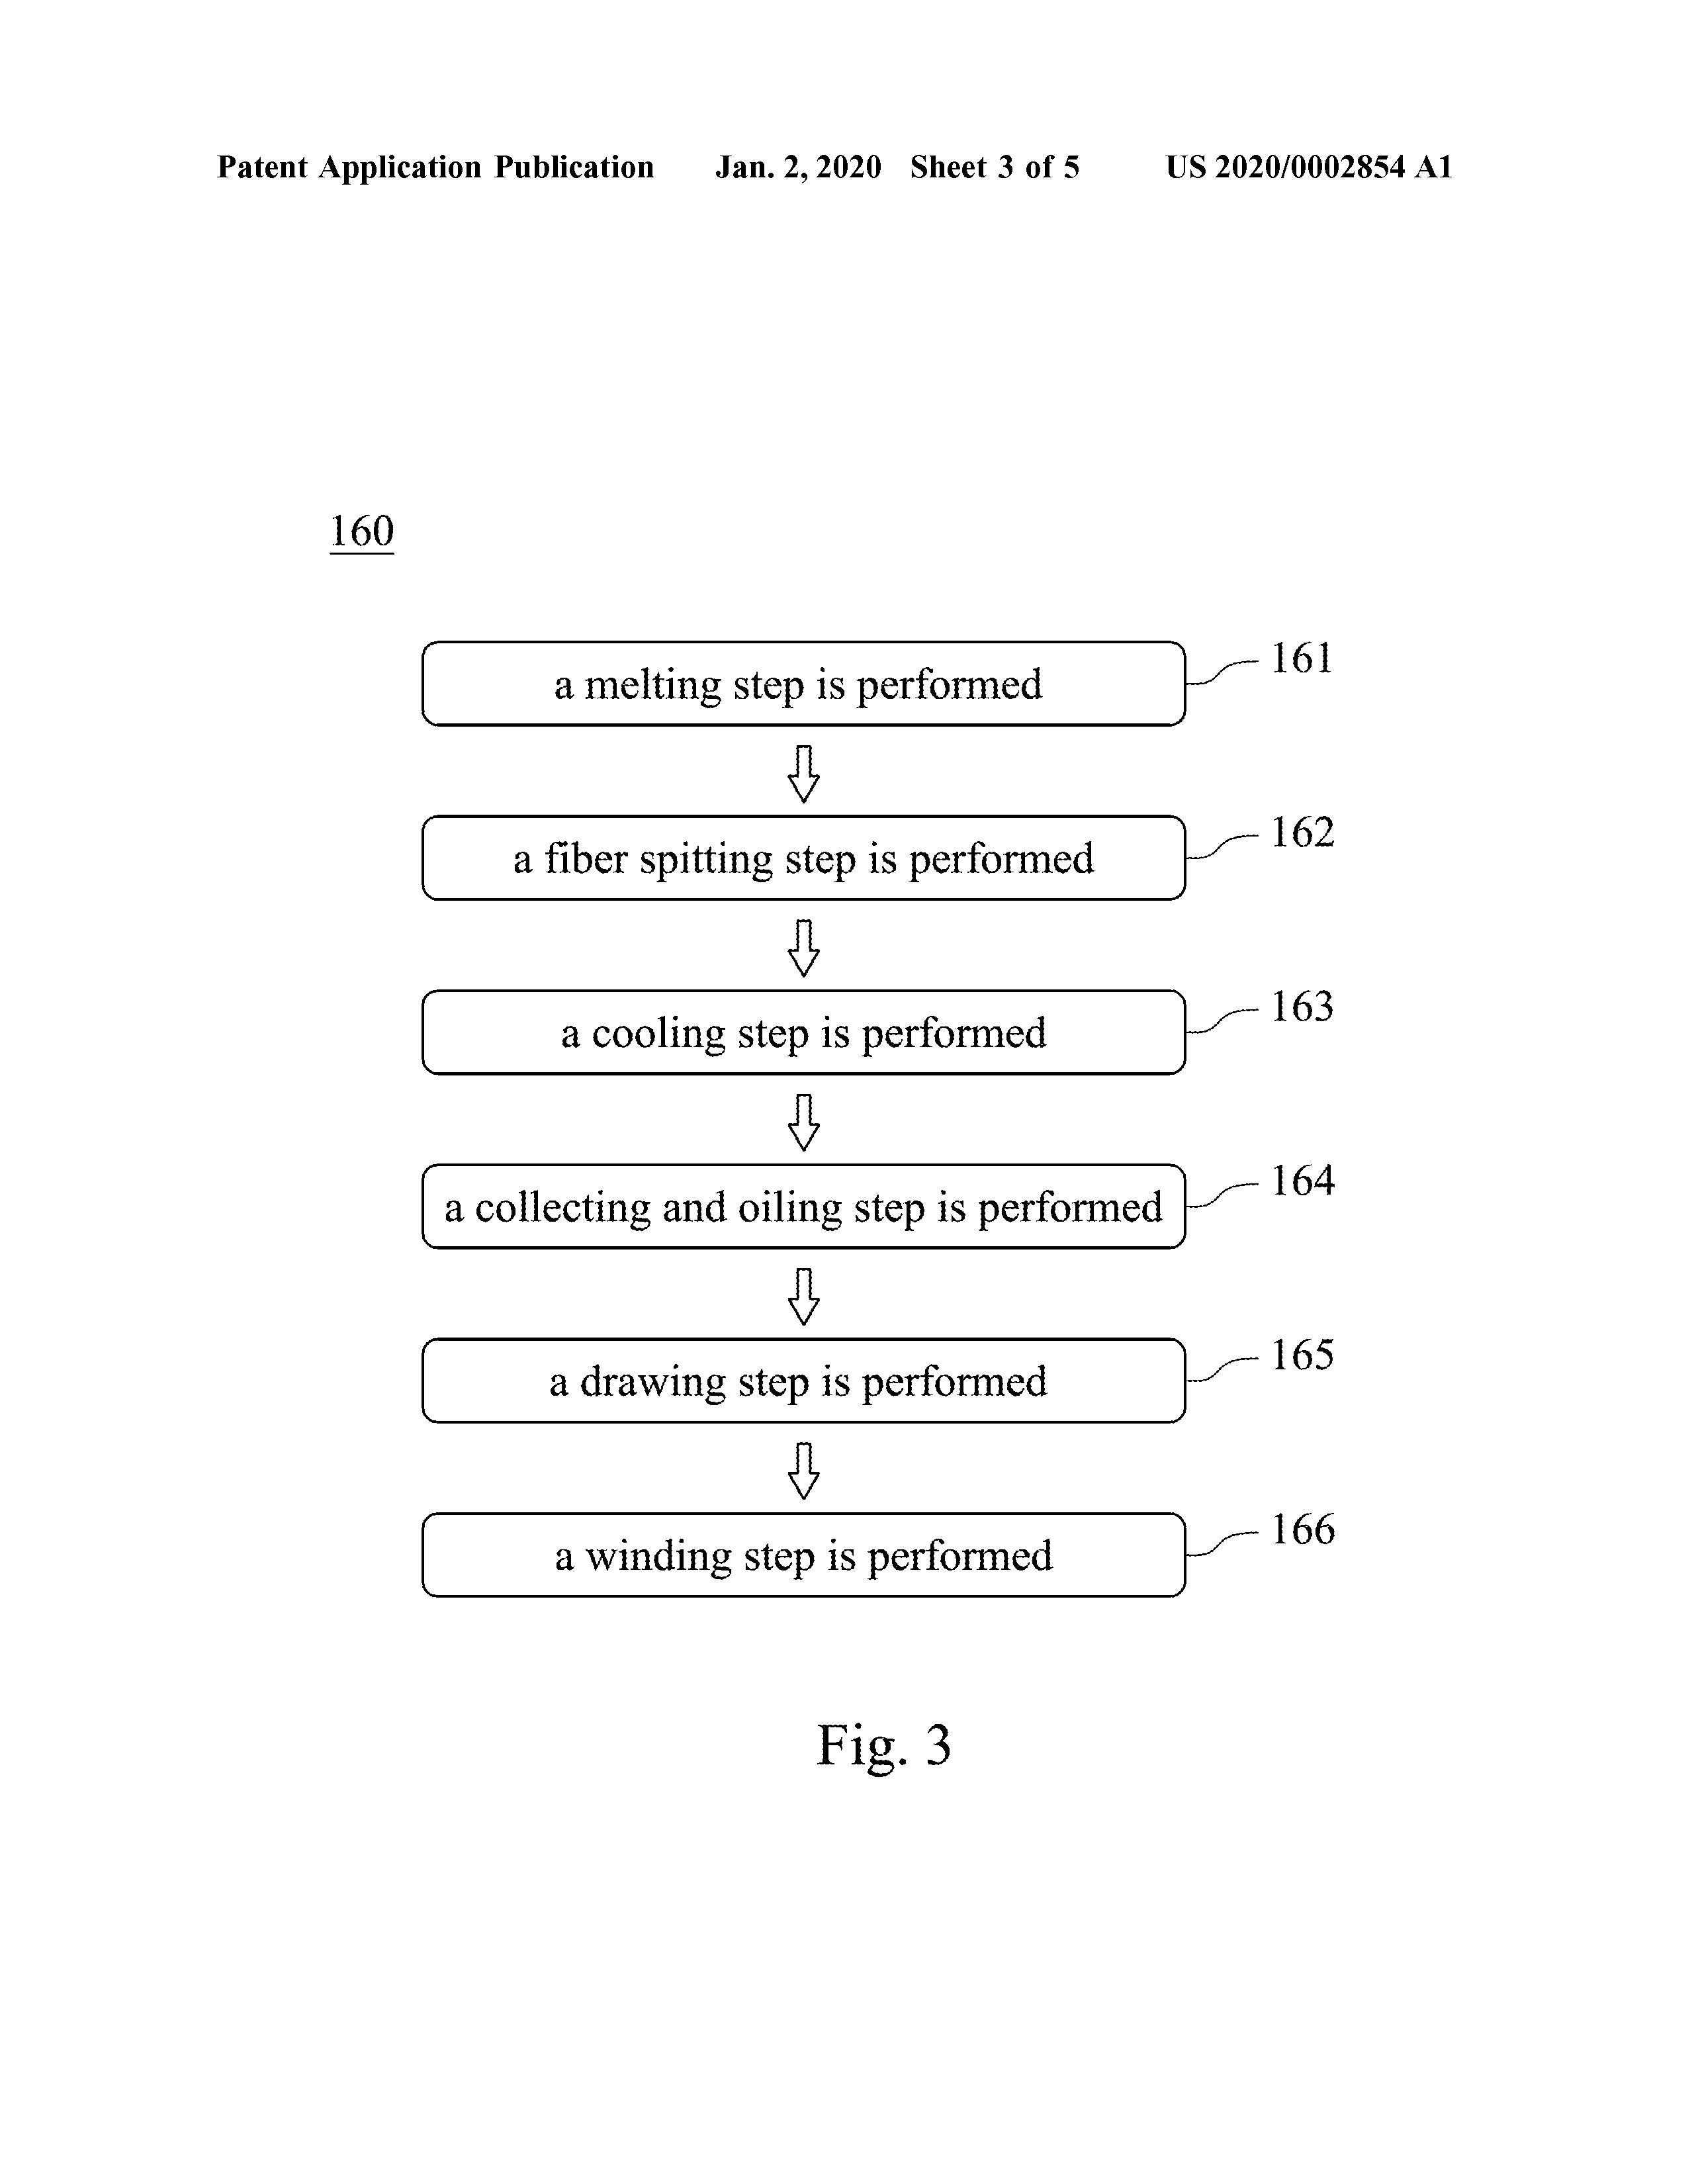 Patent Application Publication Jan. 2, 2020 Sheet 3 of 5 US 2020/0002854 A1
160
a melting step is performed 161
a fiber spitting step is performed 162
a cooling step is performed 163
a collecting and oiling step is performed 164
a drawing step is performed 165
a winding step is performed 166
Fig. 3